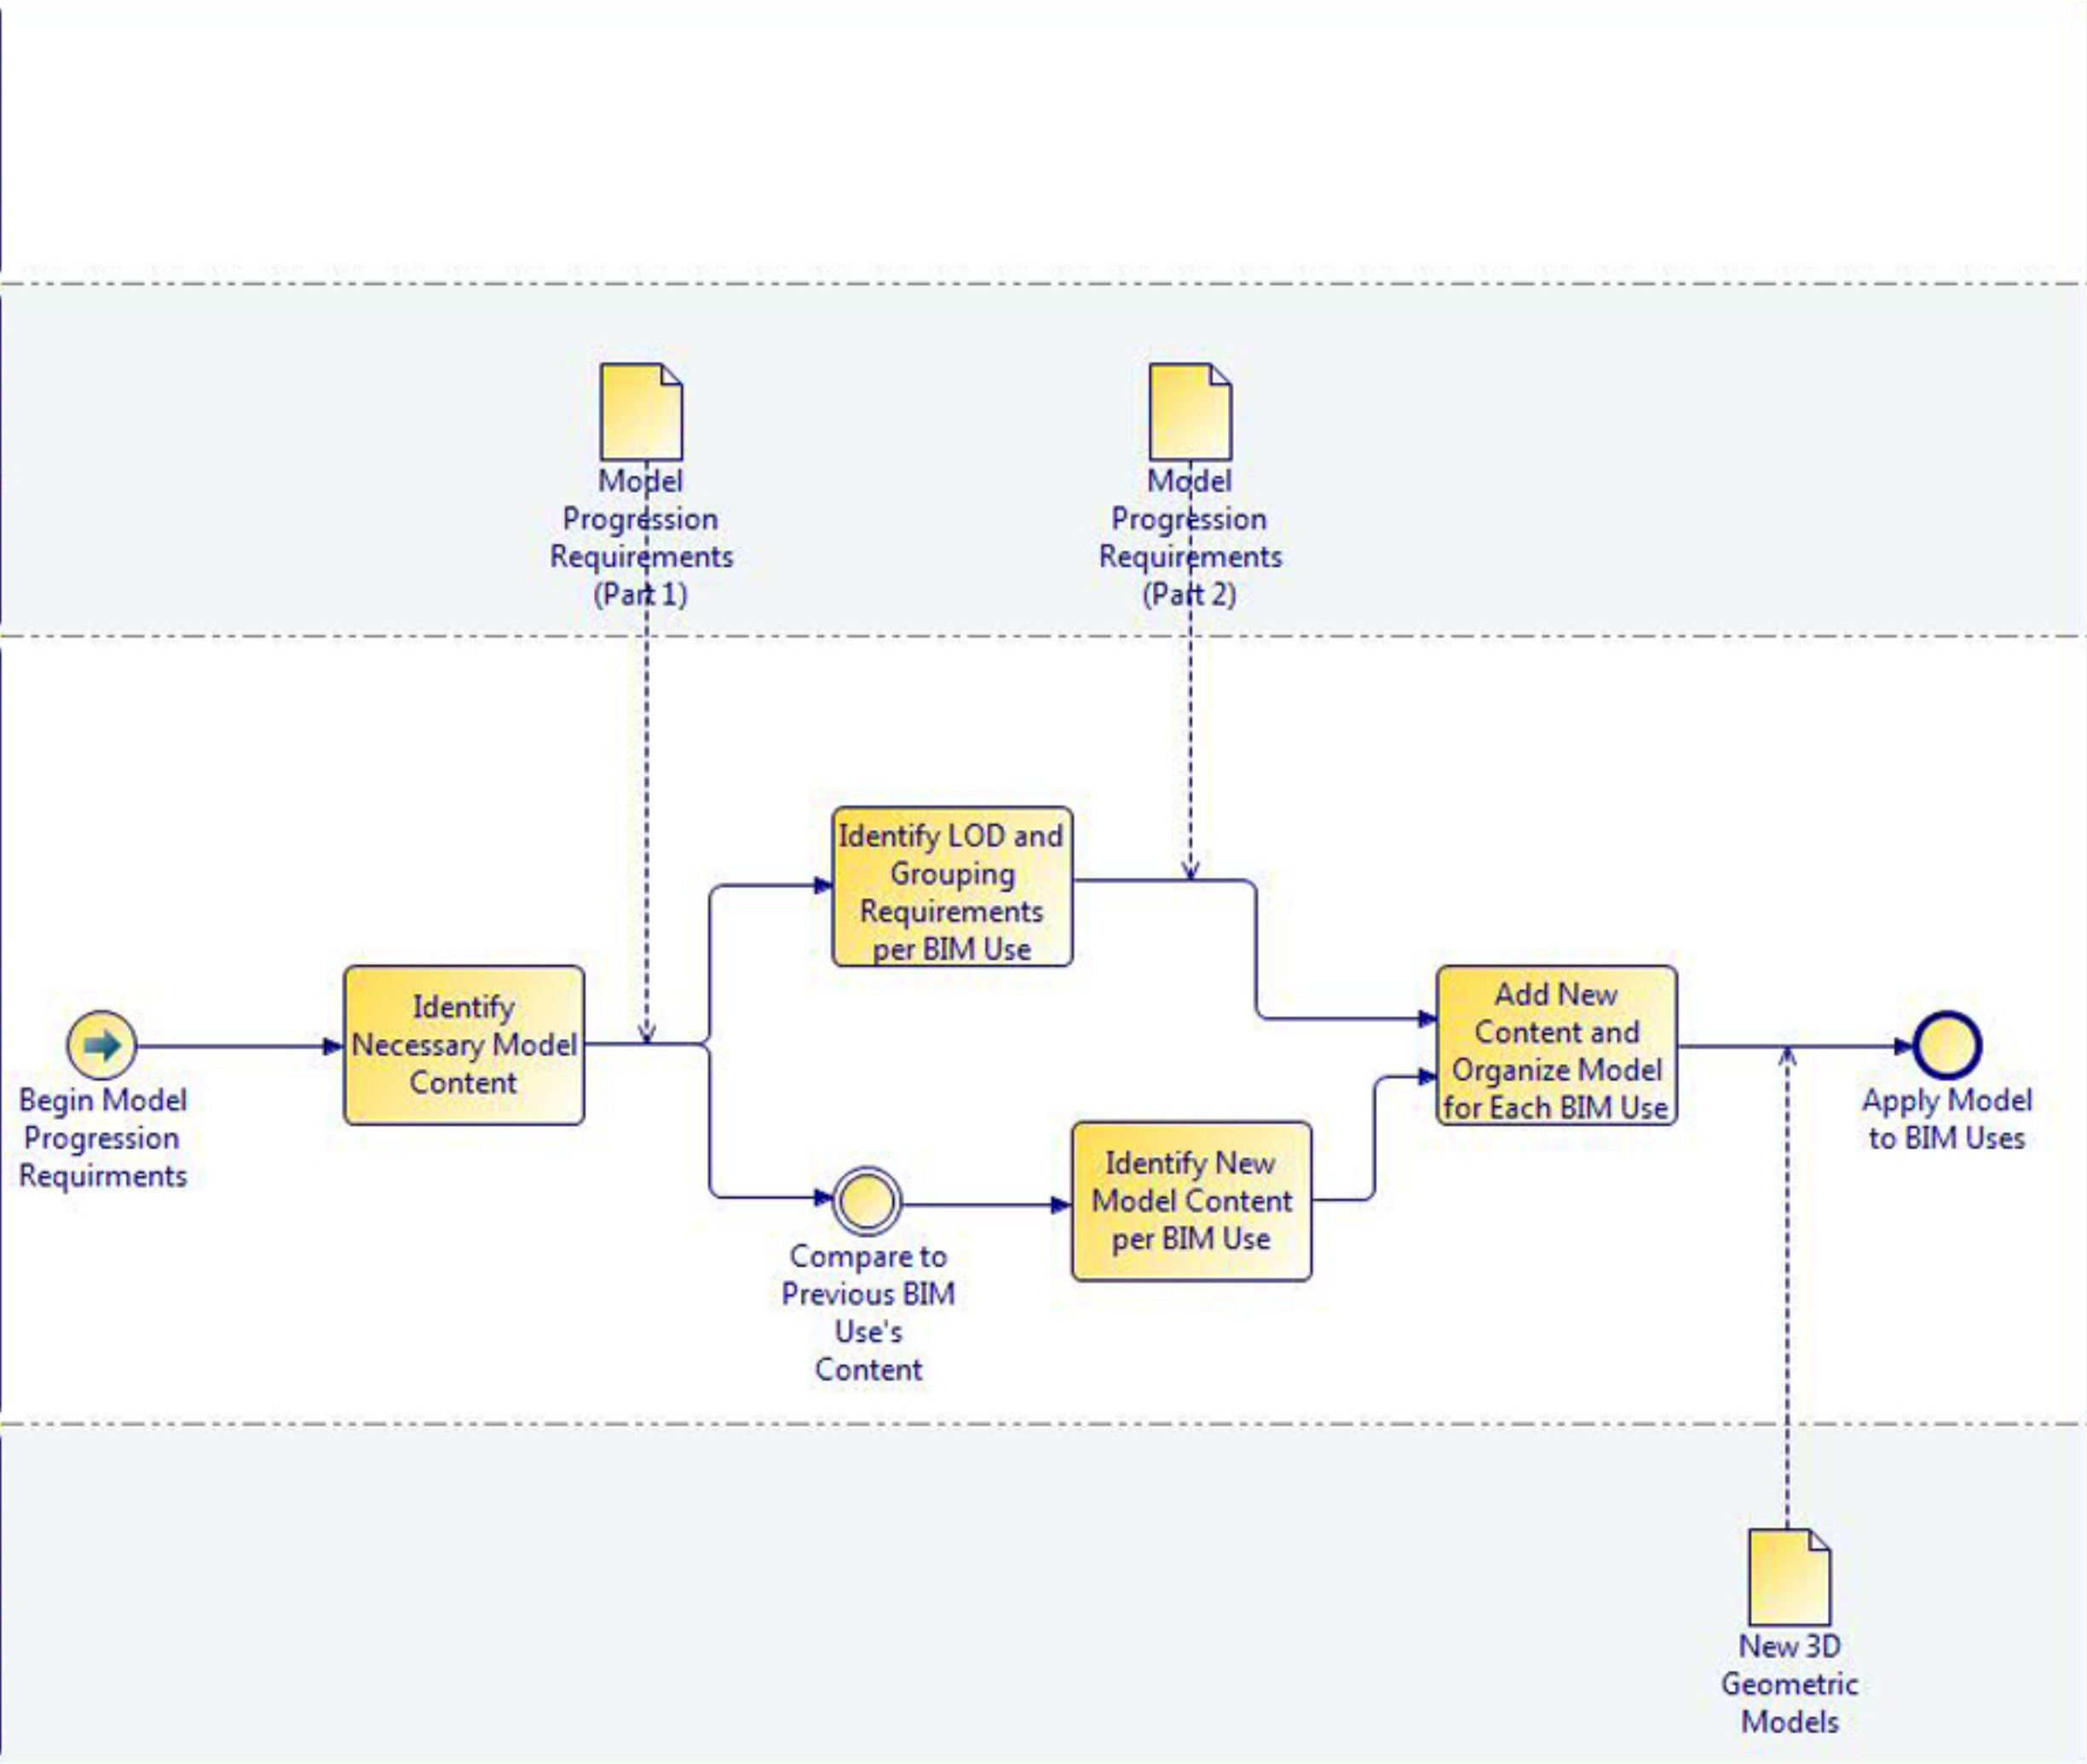 Model
Progression
Requirements
(Part 1)
Model
Progression
Requirements
(Part 2)
Identify LOD and
Grouping
Requirements
per BIM Use
Identify
Necessary Model
Content
Add New
Content and
Organize Model
for Each BIM Use
Begin Model
Progression
Requirments
Apply Model
to BIM Uses
Identify New
Model Content
per BIM Use
Compare to
Previous BIM
Use's
Content
New 3D
Geometric
Models